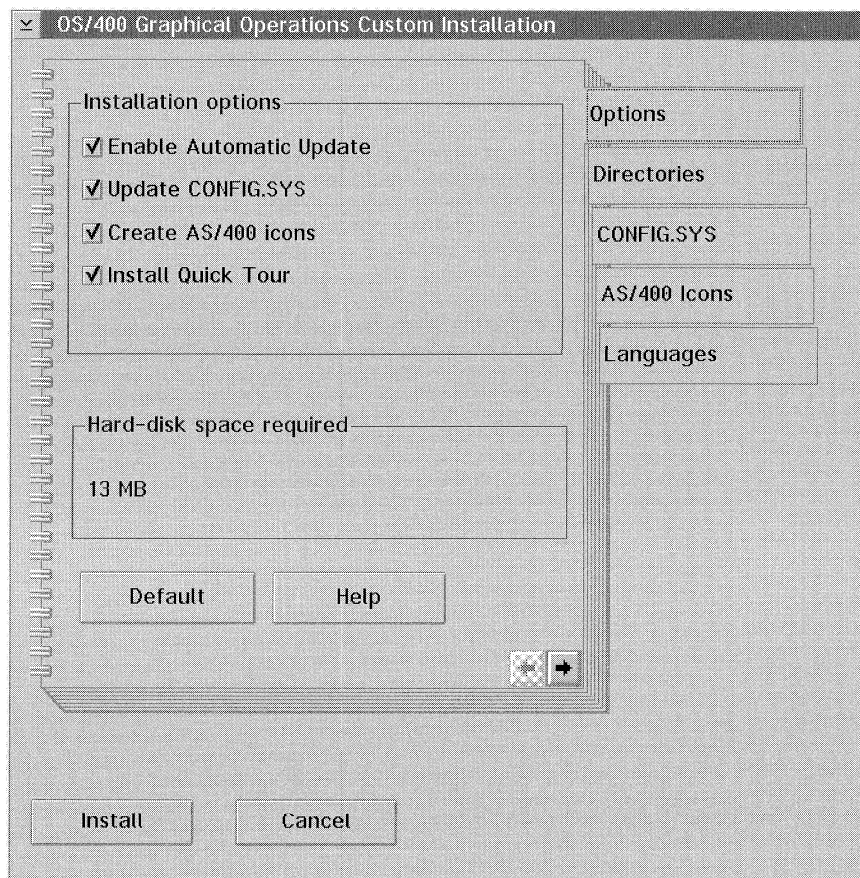 OS/400 Graphical Operations Custom Installation
Installation options
Enable Automatic Update
Update CONFIG.SYS
Create AS/400 icons
Install Quick Tour
Hard-disk space required
13 MB
Default
Help
Options
Directories
CONFIG.SYS
AS/400 Icons
Languages
Install
Cancel